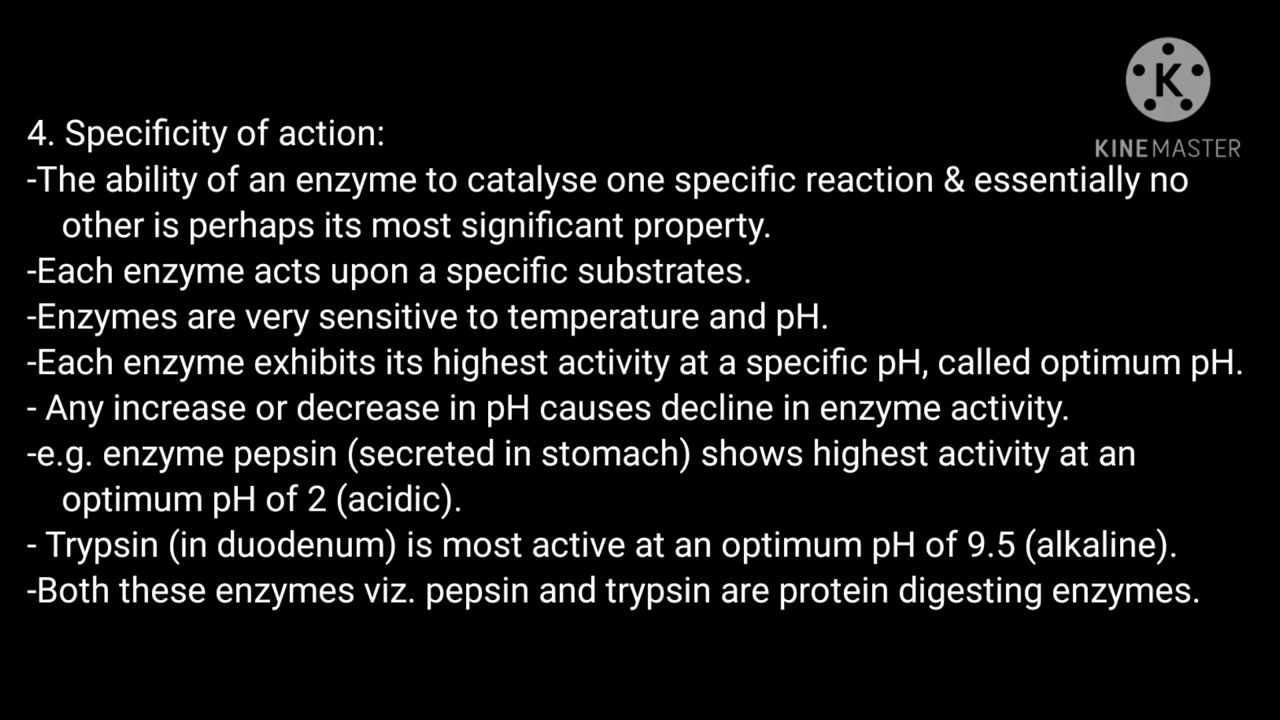 K
KINEMASTER
4. Specificity of action:
-The ability of an enzyme to catalyse one specific reaction & essentially no
other is perhaps its most significant property.
-Each enzyme acts upon a specific substrates.
-Enzymes are very sensitive to temperature and pH.
-Each enzyme exhibits its highest activity at a specific pH, called optimum pH.
- Any increase or decrease in pH causes decline in enzyme activity.
-e.g. enzyme pepsin (secreted in stomach) shows highest activity at an
optimum pH of 2 (acidic).
- Trypsin (in duodenum) is most active at an optimum pH of 9.5 (alkaline).
-Both these enzymes viz. pepsin and trypsin are protein digesting enzymes.